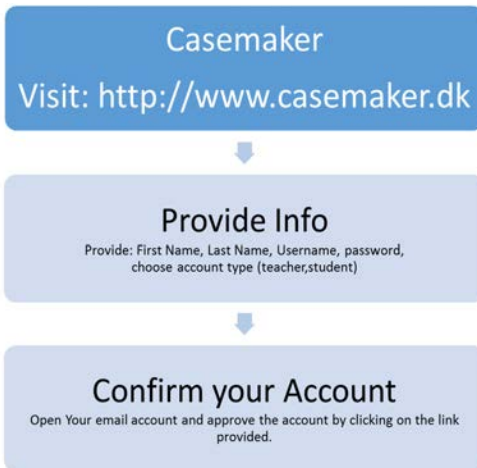 Casemaker
Visit: http://www.casemaker.dk
Provide Info
Provide: First Name, Last Name, Username, password,
choose account type (teacher,student)
Confirm your Account
Open Your email account and approve the account by clicking on the link
provided.